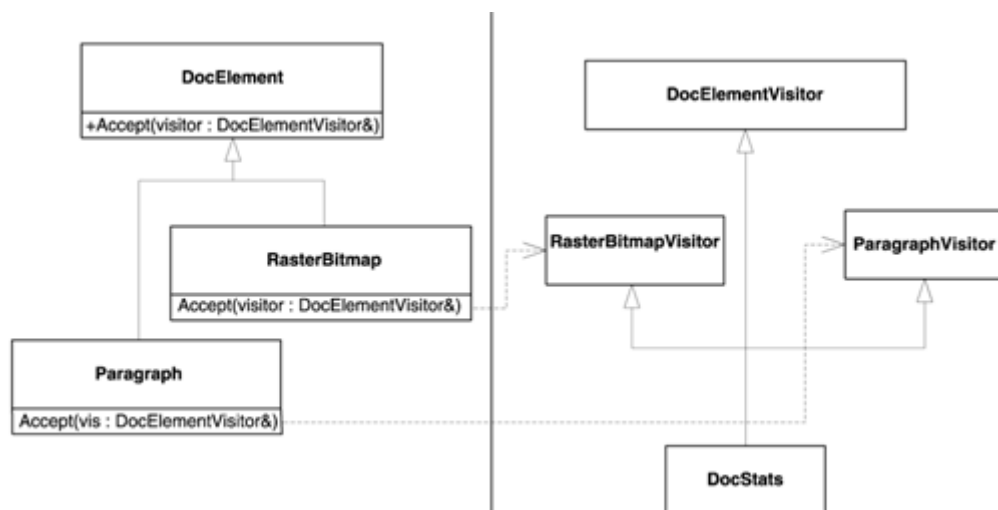 DocElement
+Accept(visitor : DocElementVisitor&)
DocElementVisitor
RasterBitmap
Accept(visitor : DocElementVisitor&)
RasterBitmapVisitor
ParagraphVisitor
Paragraph
Accept(vis : DocElementVisitor&)
DocStats